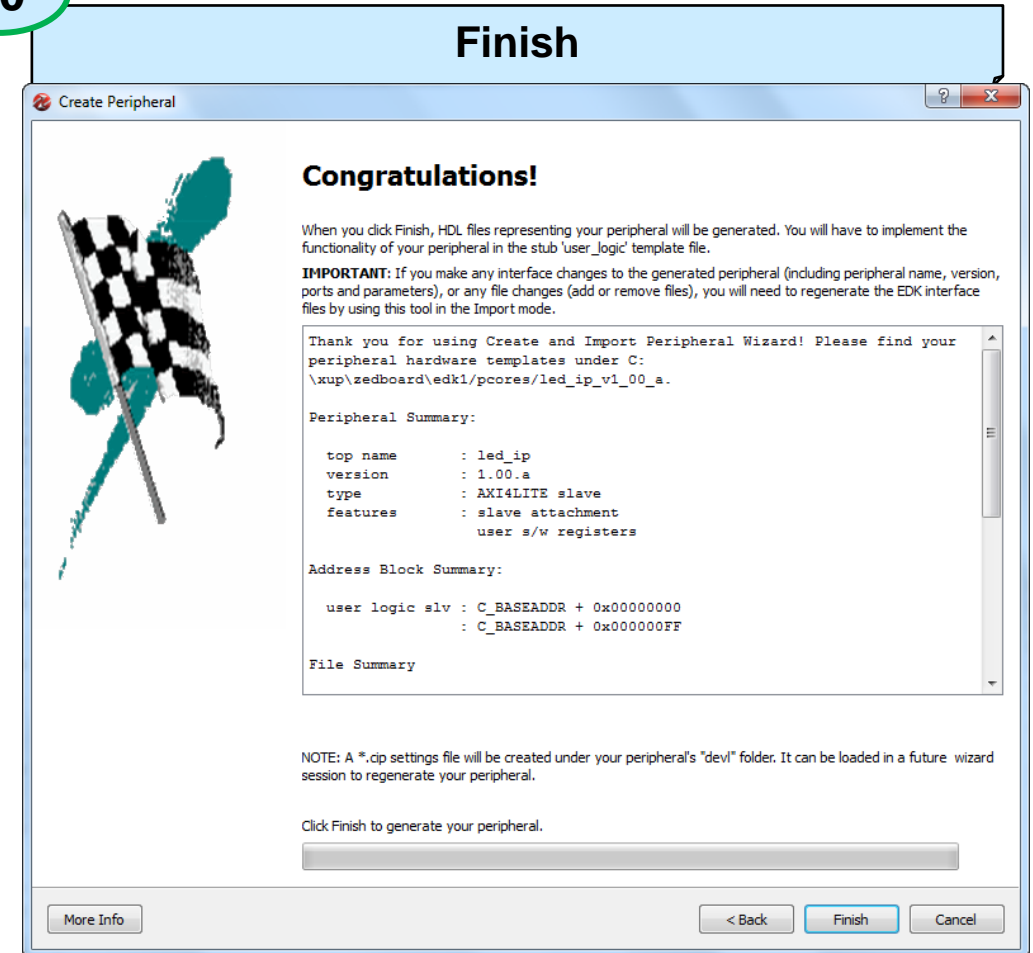 Finish
Create Peripheral
Congratulations!
When you click Finish, HDL files representing your peripheral will be generated. You will have to implement the
functionality of your peripheral in the stub 'user_logic' template file.
IMPORTANT: If you make any interface changes to the generated peripheral (including peripheral name, version,
ports and parameters), or any file changes (add or remove files), you will need to regenerate the EDK interface
files by using this tool in the Import mode.
Thank you for using Create and Import Peripheral Wizard! Please find your
peripheral hardware templates under C:
\xup\zedboard\edk1/pcores/led_ip_v1_00_a.
Peripheral Summary:
top name : led_ip
version : 1.00.a
type : AXI4LITE slave
features : slave attachment
user s/w registers
Address Block Summary:
user logic slv : C_BASEADDR + 0x00000000
: C_BASEADDR + 0x000000FF
File Summary
NOTE: A *.cip settings file will be created under your peripheral's "devl" folder. It can be loaded in a future wizard
session to regenerate your peripheral.
Click Finish to generate your peripheral.
More Info
< Back Finish Cancel